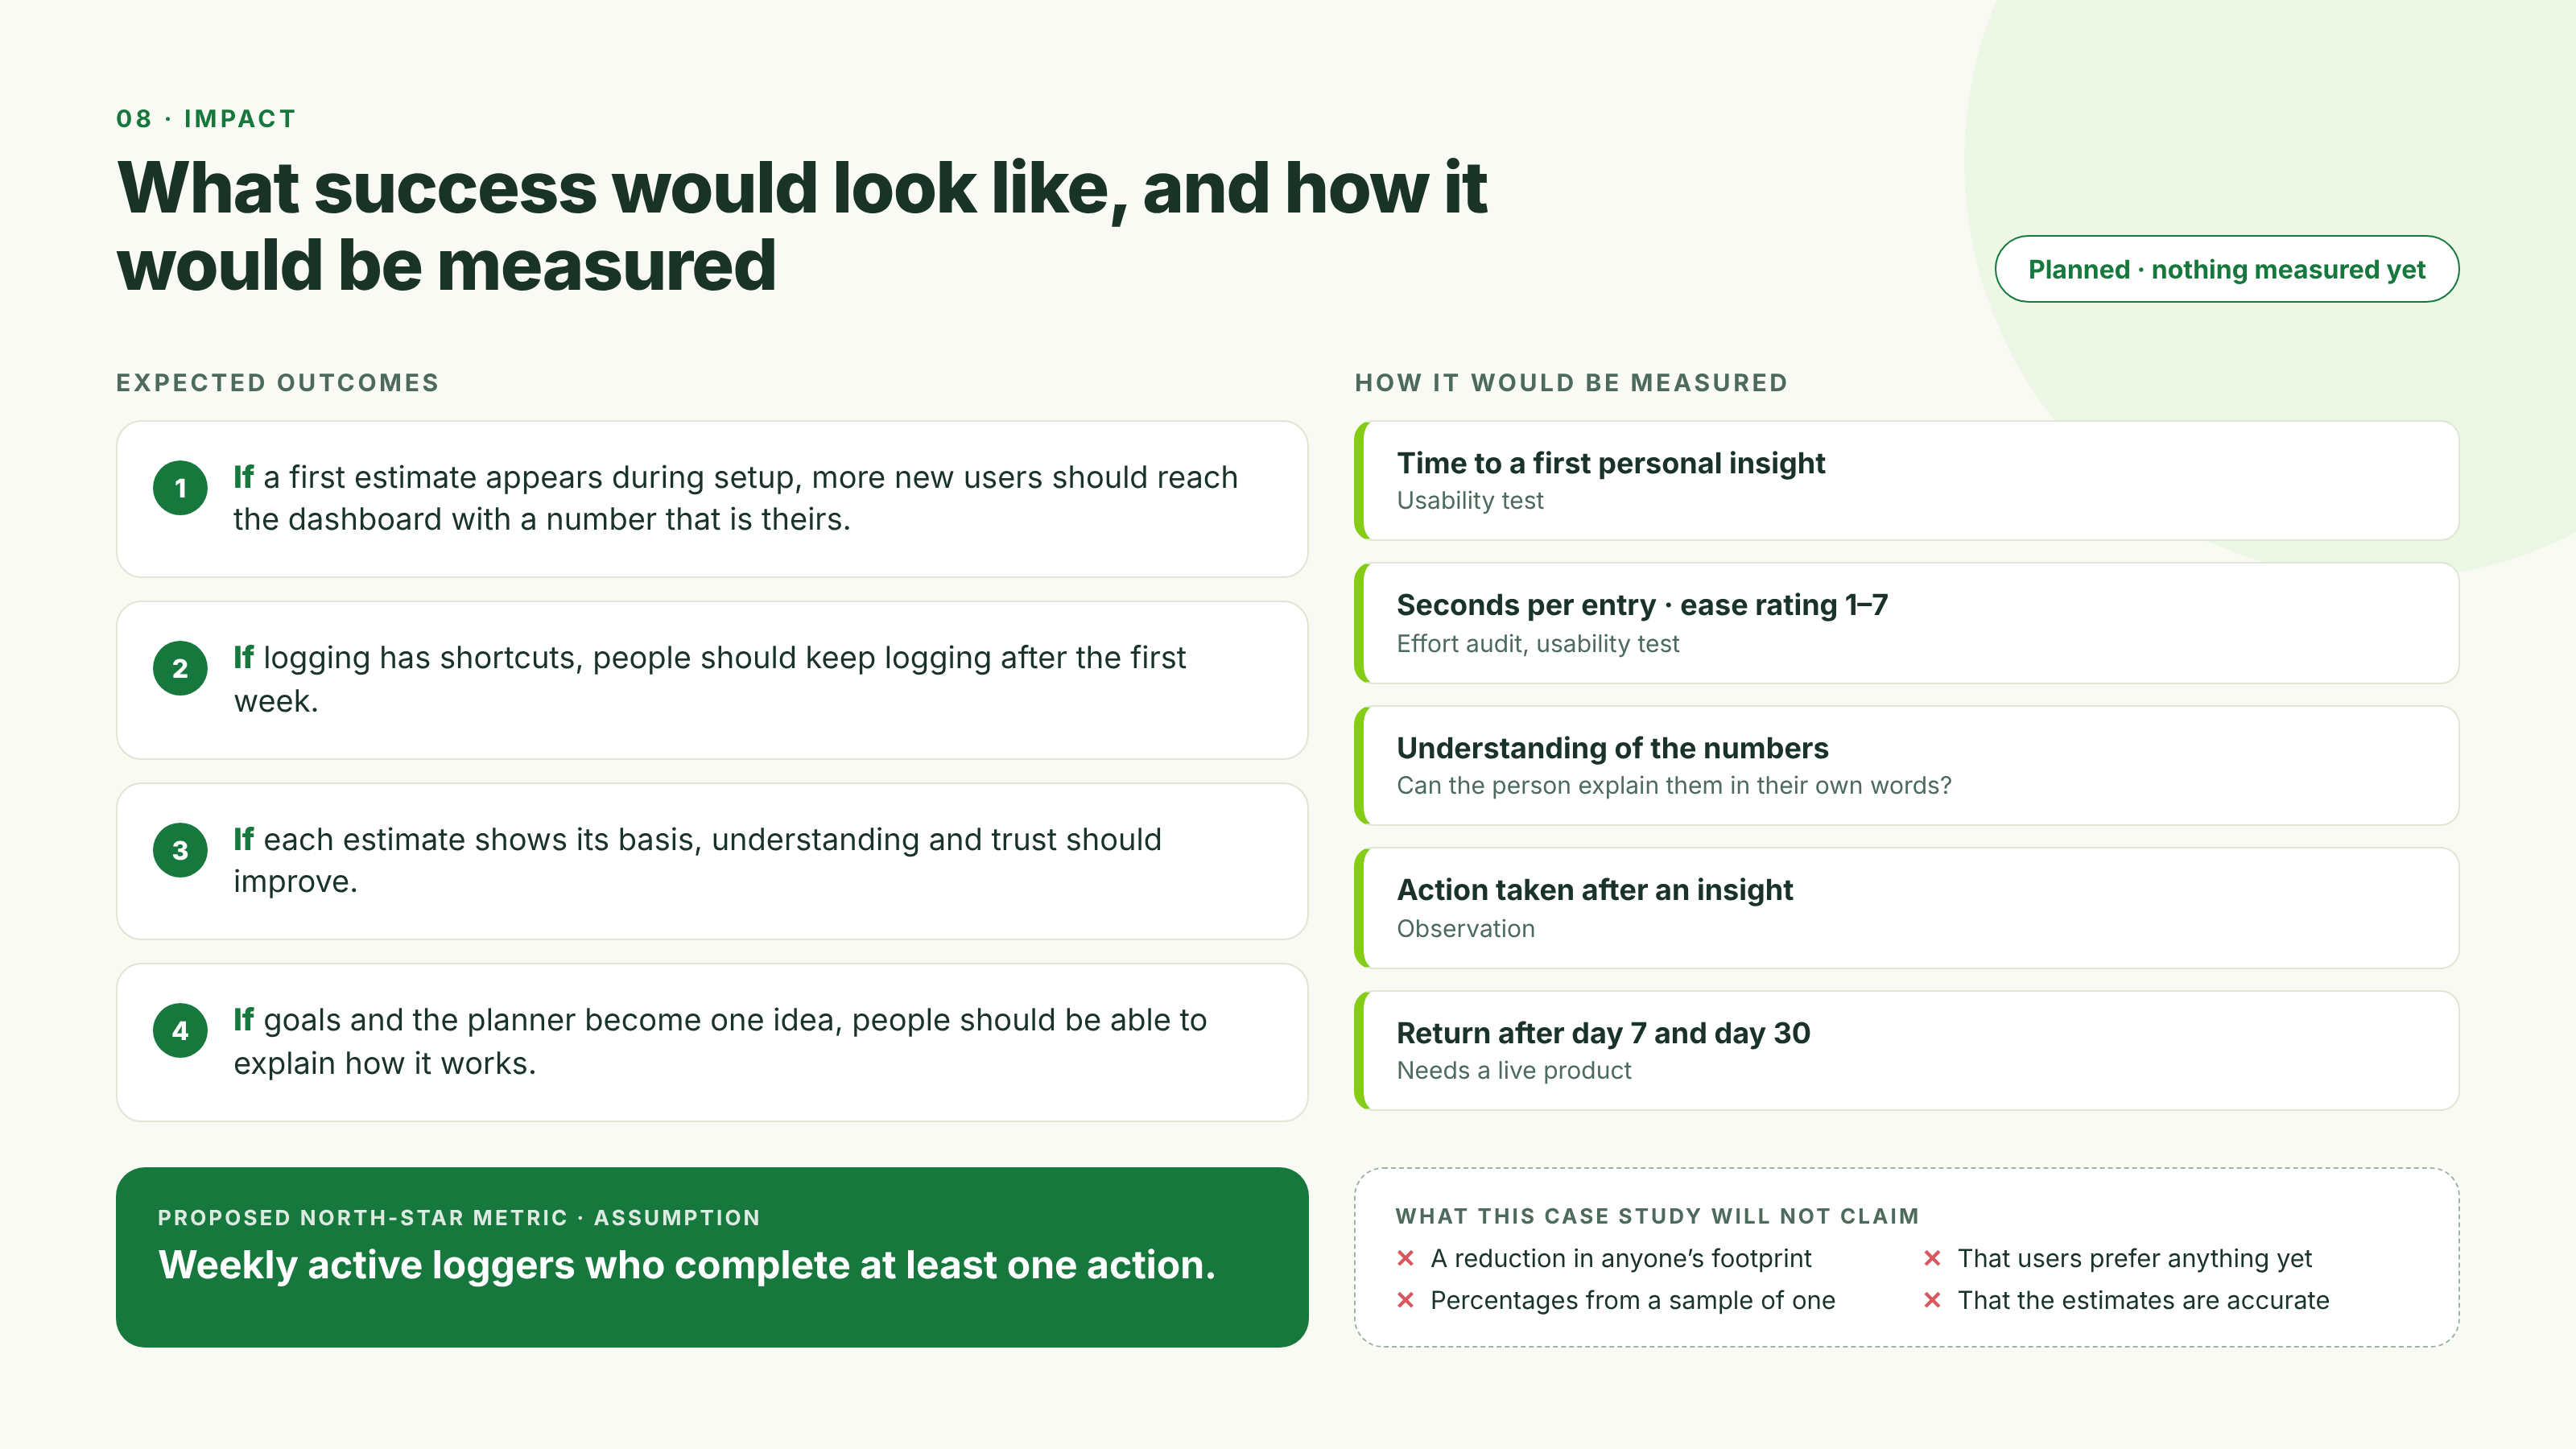 08 · IMPACT
What success would look like, and how it
would be measured
Planned · nothing measured yet
EXPECTED OUTCOMES
1
If a first estimate appears during setup, more new users should reach
the dashboard with a number that is theirs.
2
If logging has shortcuts, people should keep logging after the first
week.
3
If each estimate shows its basis, understanding and trust should
improve.
4
If goals and the planner become one idea, people should be able to
explain how it works.
HOW IT WOULD BE MEASURED
Time to a first personal insight
Usability test
Seconds per entry · ease rating 1–7
Effort audit, usability test
Understanding of the numbers
Can the person explain them in their own words?
Action taken after an insight
Observation
Return after day 7 and day 30
Needs a live product
PROPOSED NORTH-STAR METRIC · ASSUMPTION
Weekly active loggers who complete at least one action.
WHAT THIS CASE STUDY WILL NOT CLAIM
✕ A reduction in anyone’s footprint
✕ That users prefer anything yet
✕ Percentages from a sample of one
✕ That the estimates are accurate